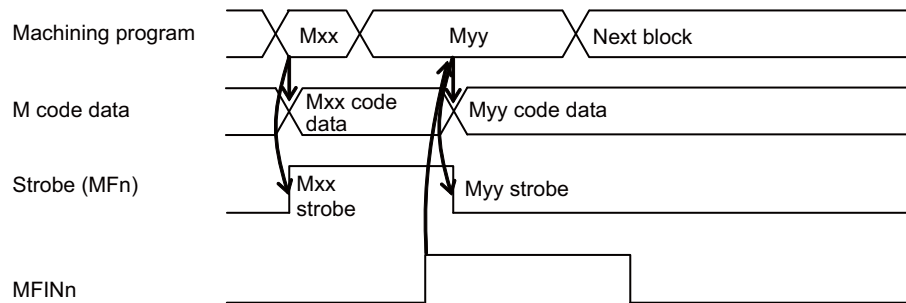 Machining program
Mxx
Myy
Next block
M code data
Mxx code
data
Myy code data
Strobe (MFn)
Mxx
strobe
Myy strobe
MFINn